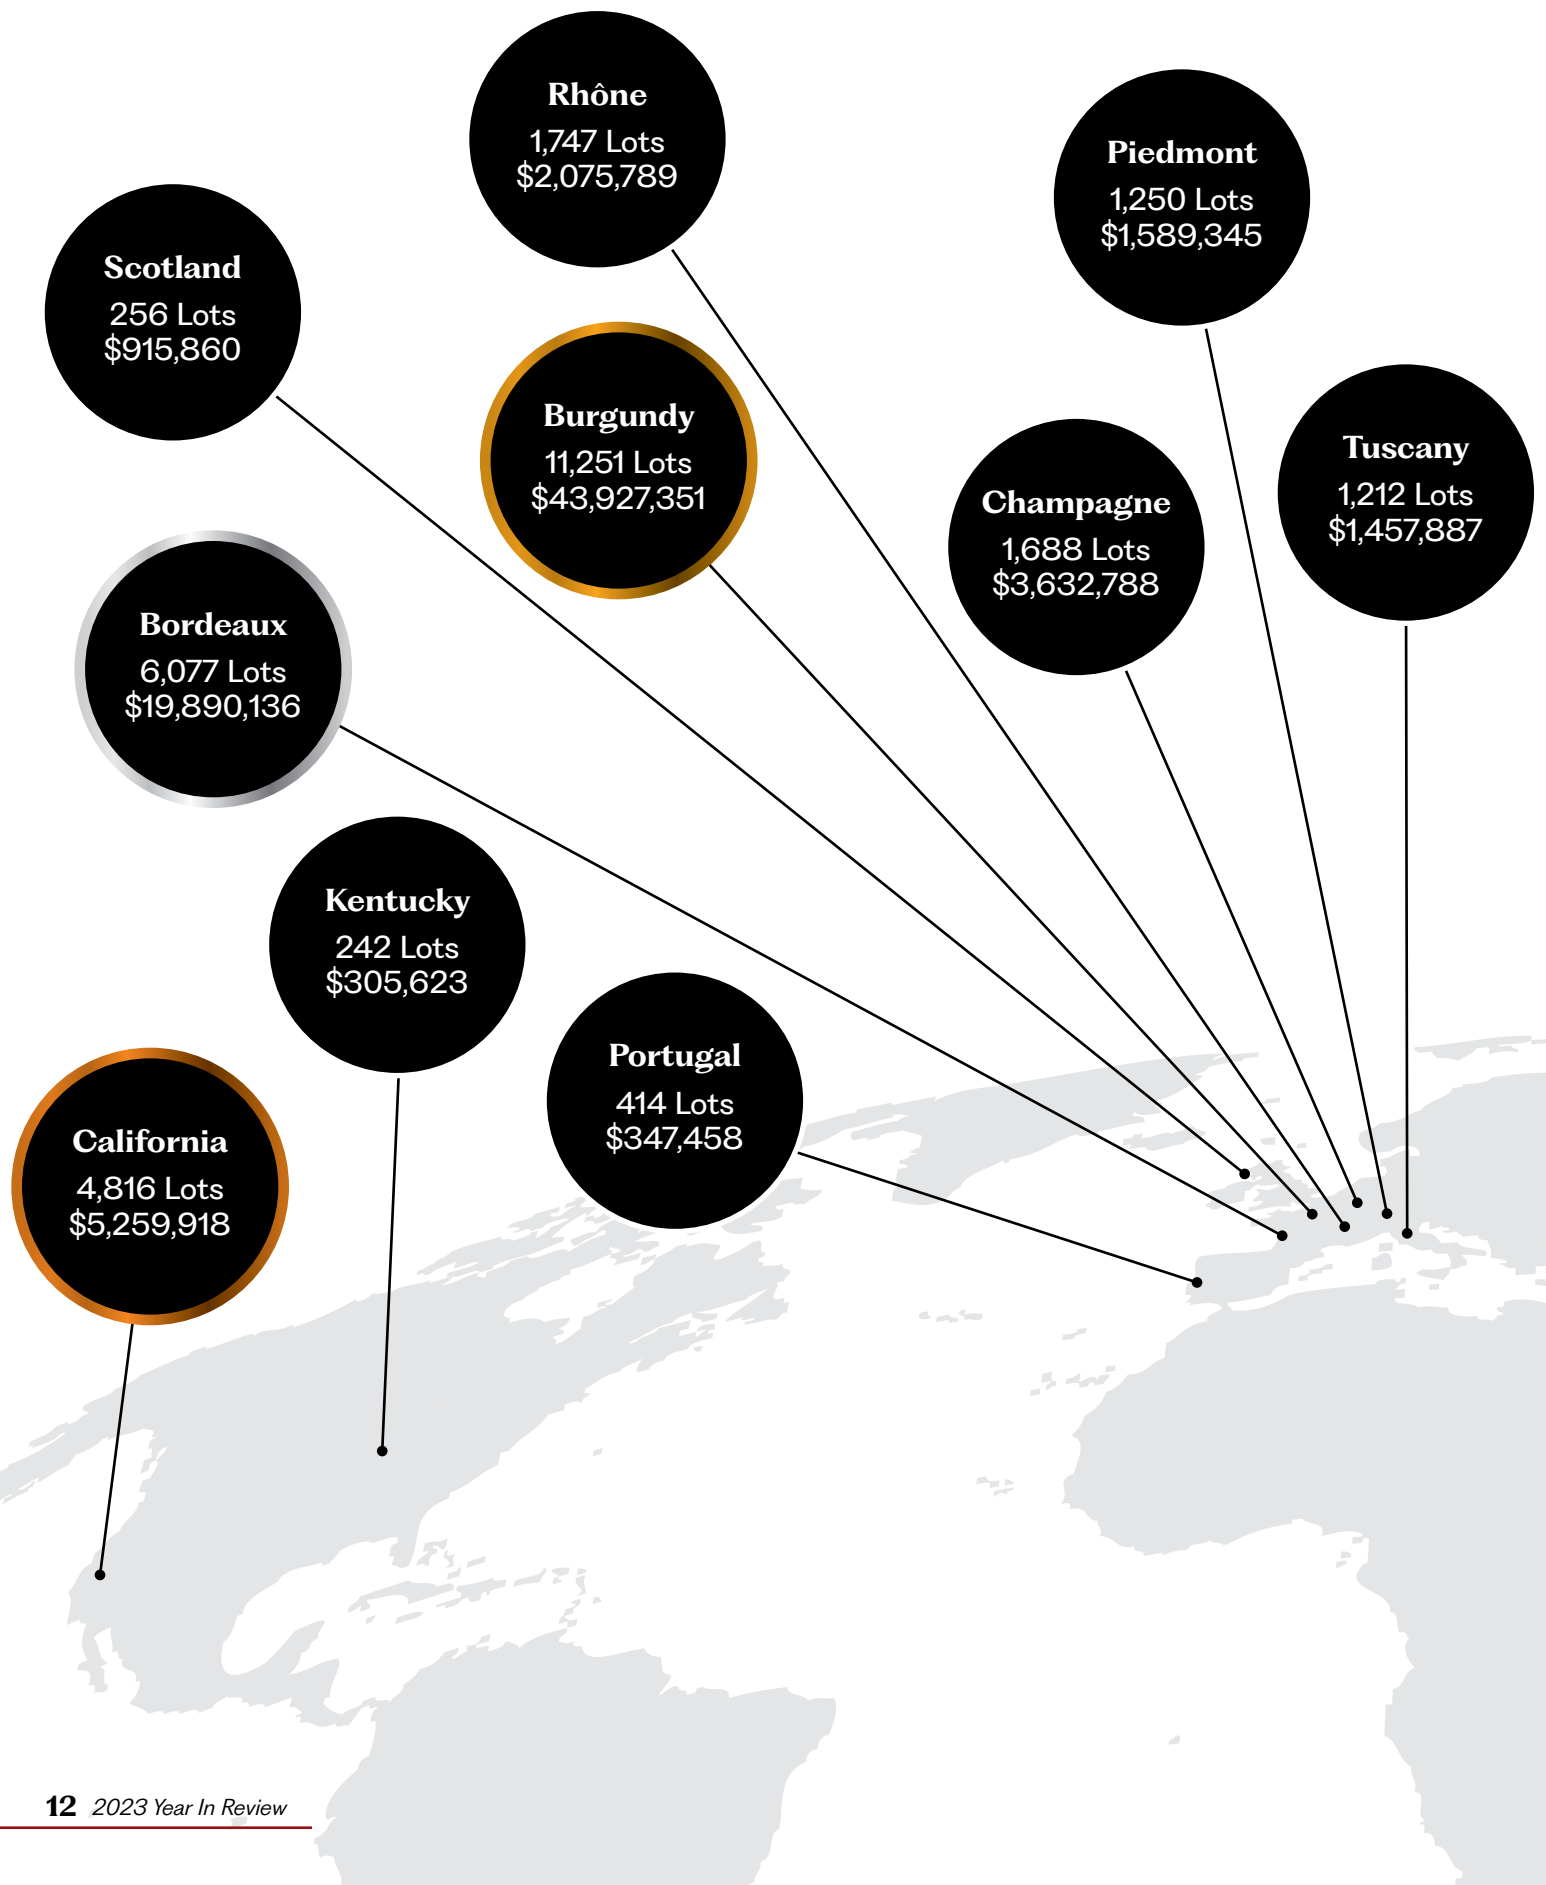 Rhône
1,747 Lots
$2,075,789
Piedmont
1,250 Lots
$1,589,345
Scotland
256 Lots
$915,860
Burgundy
11,251 Lots
$43,927,351
Champagne
1,688 Lots
$3,632,788
Tuscany
1,212 Lots
$1,457,887
Bordeaux
6,077 Lots
$19,890,136
Kentucky
242 Lots
$305,623
Portugal
414 Lots
$347,458
California
4,816 Lots
$5,259,918
12 2023 Year In Review